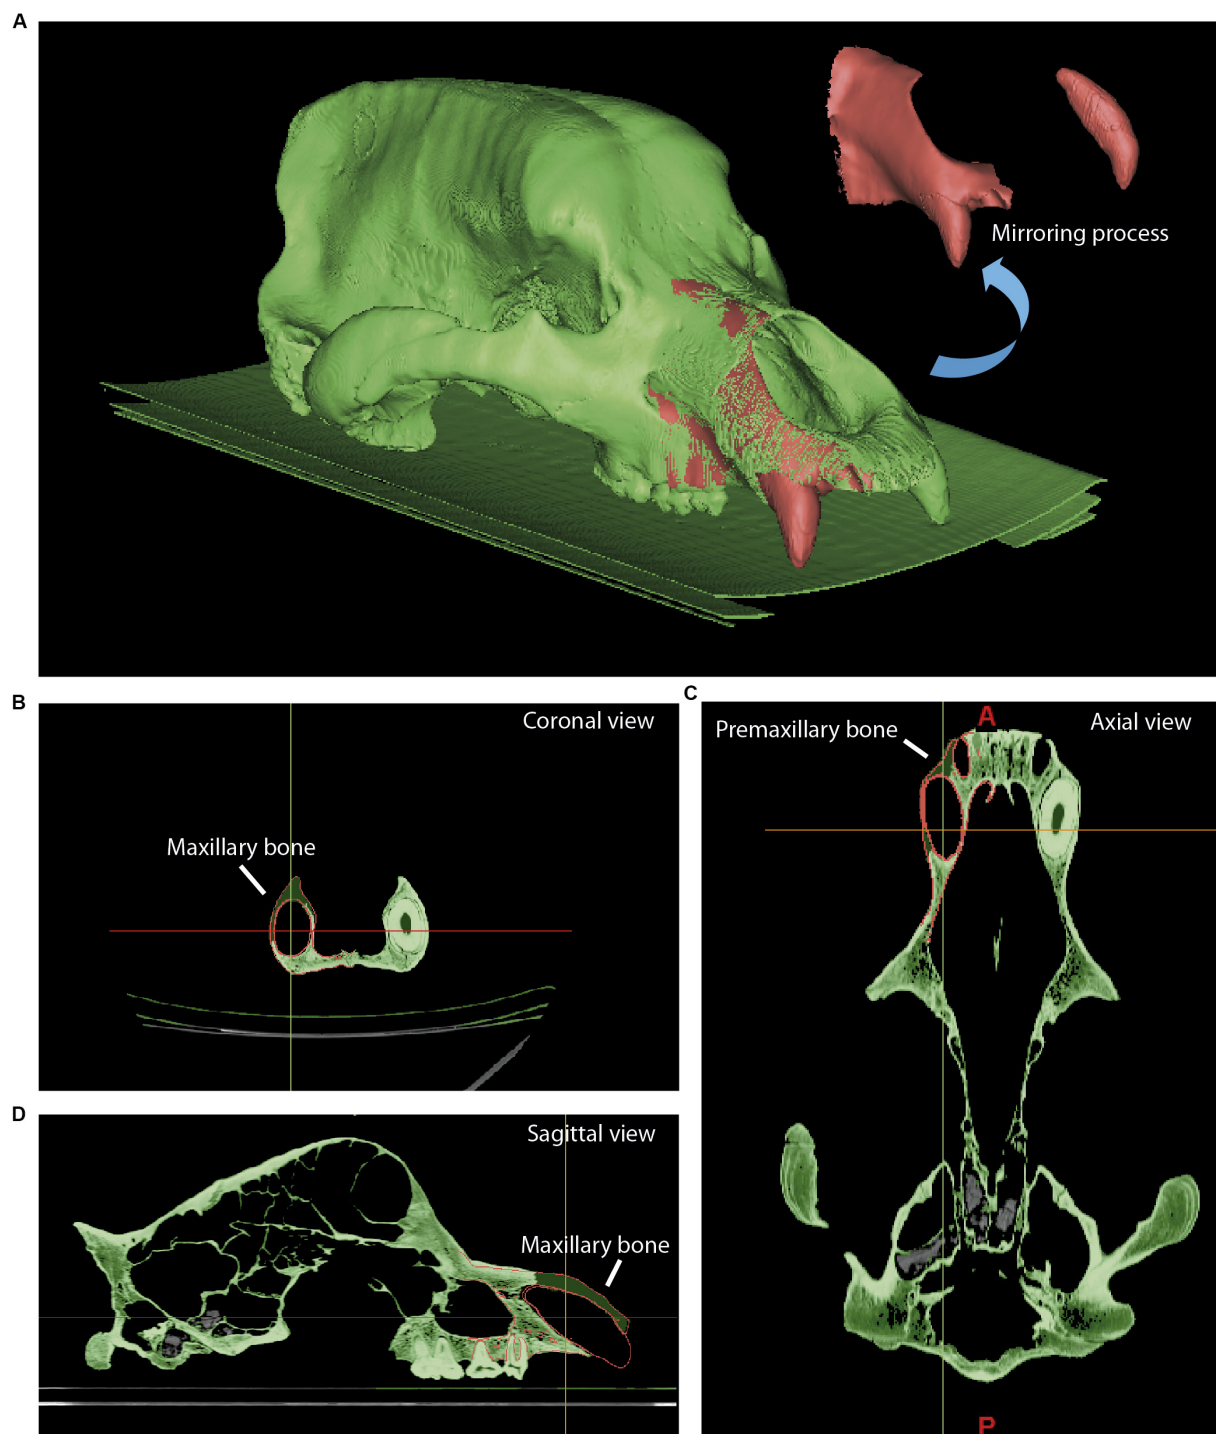 A
Mirroring process
B
Coronal view
Maxillary bone
C
A
Axial view
Premaxillary bone
P
D
Sagittal view
Maxillary bone